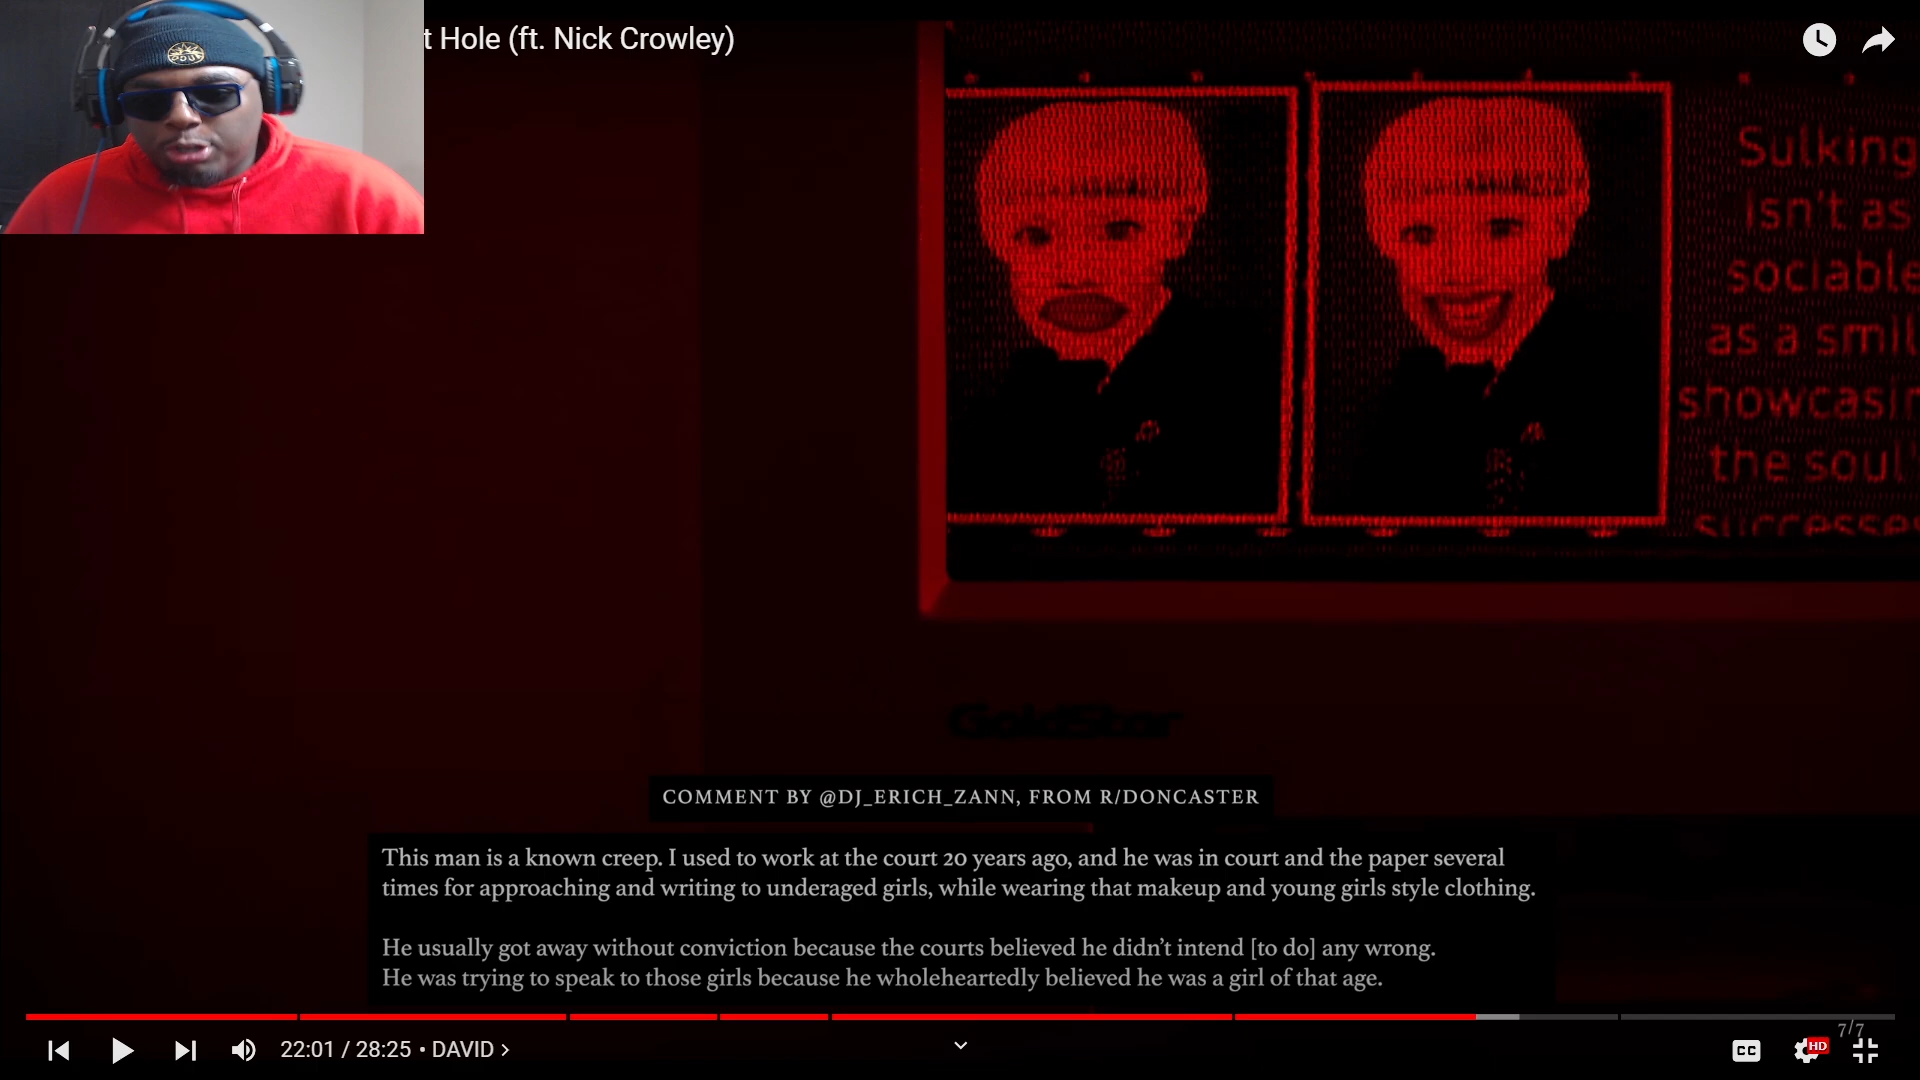 t Hole (ft. Nick Crowley)
Sulking
isn't as
sociable
as a smil
showcasin
the soul'
successes
GoldStar
COMMENT BY @DJ_ERICH_ZANN, FROM R/DONCASTER
This man is a known creep. I used to work at the court 20 years ago, and he was in court and the paper several
times for approaching and writing to underaged girls, while wearing that makeup and young girls style clothing.
He usually got away without conviction because the courts believed he didn't intend [to do] any wrong.
He was trying to speak to those girls because he wholeheartedly believed he was a girl of that age.
7/7
22:01 / 28:25 • DAVID ›
CC
HD